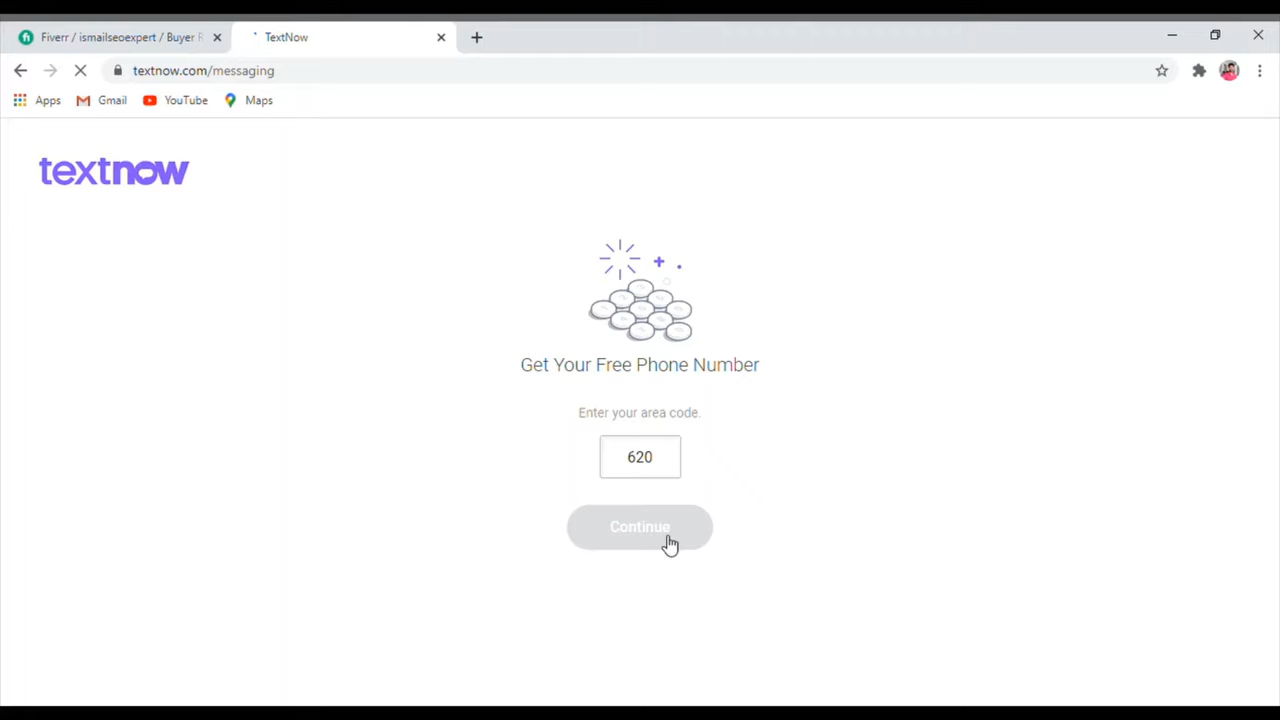 Fiverr / ismailseoexpert / Buyer
TextNow
textnow.com/messaging
Apps
Gmail
YouTube
Maps
textnow
Get Your Free Phone Number
Enter your area code.
620
Continue